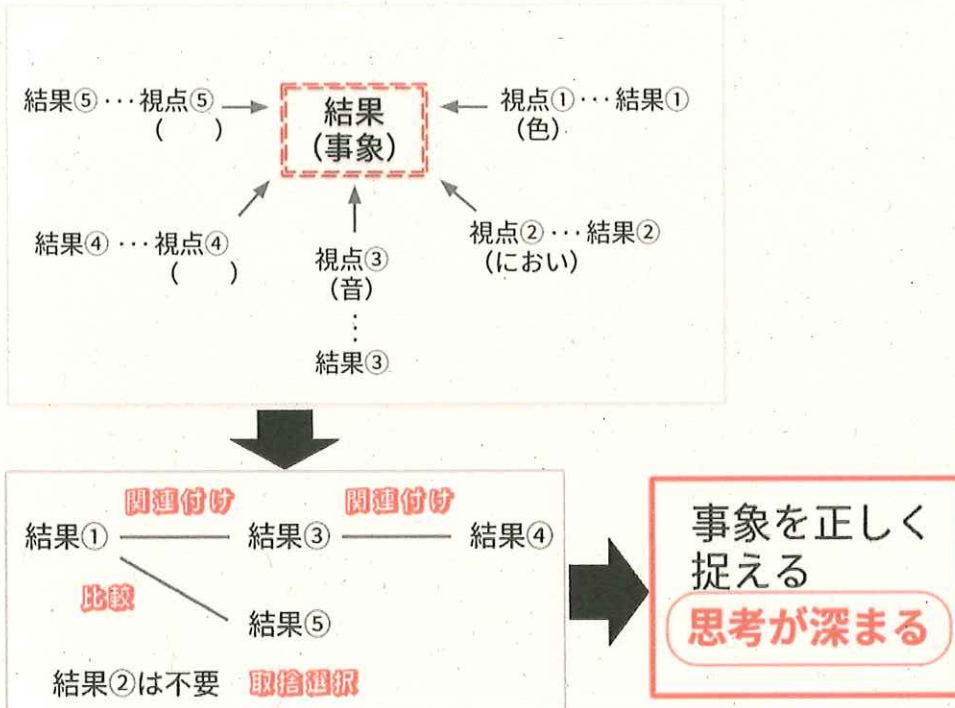 結果⑤…視点⑤
(　　)
結果
(事象)
視点①…結果①
(色)
結果④…視点④
(　　)
視点③
(音)
⋮
結果③
視点②…結果②
(におい)
関連付け
関連付け
結果①
結果③
結果④
比較
結果⑤
結果②は不要 取捨選択
事象を正しく
捉える
思考が深まる